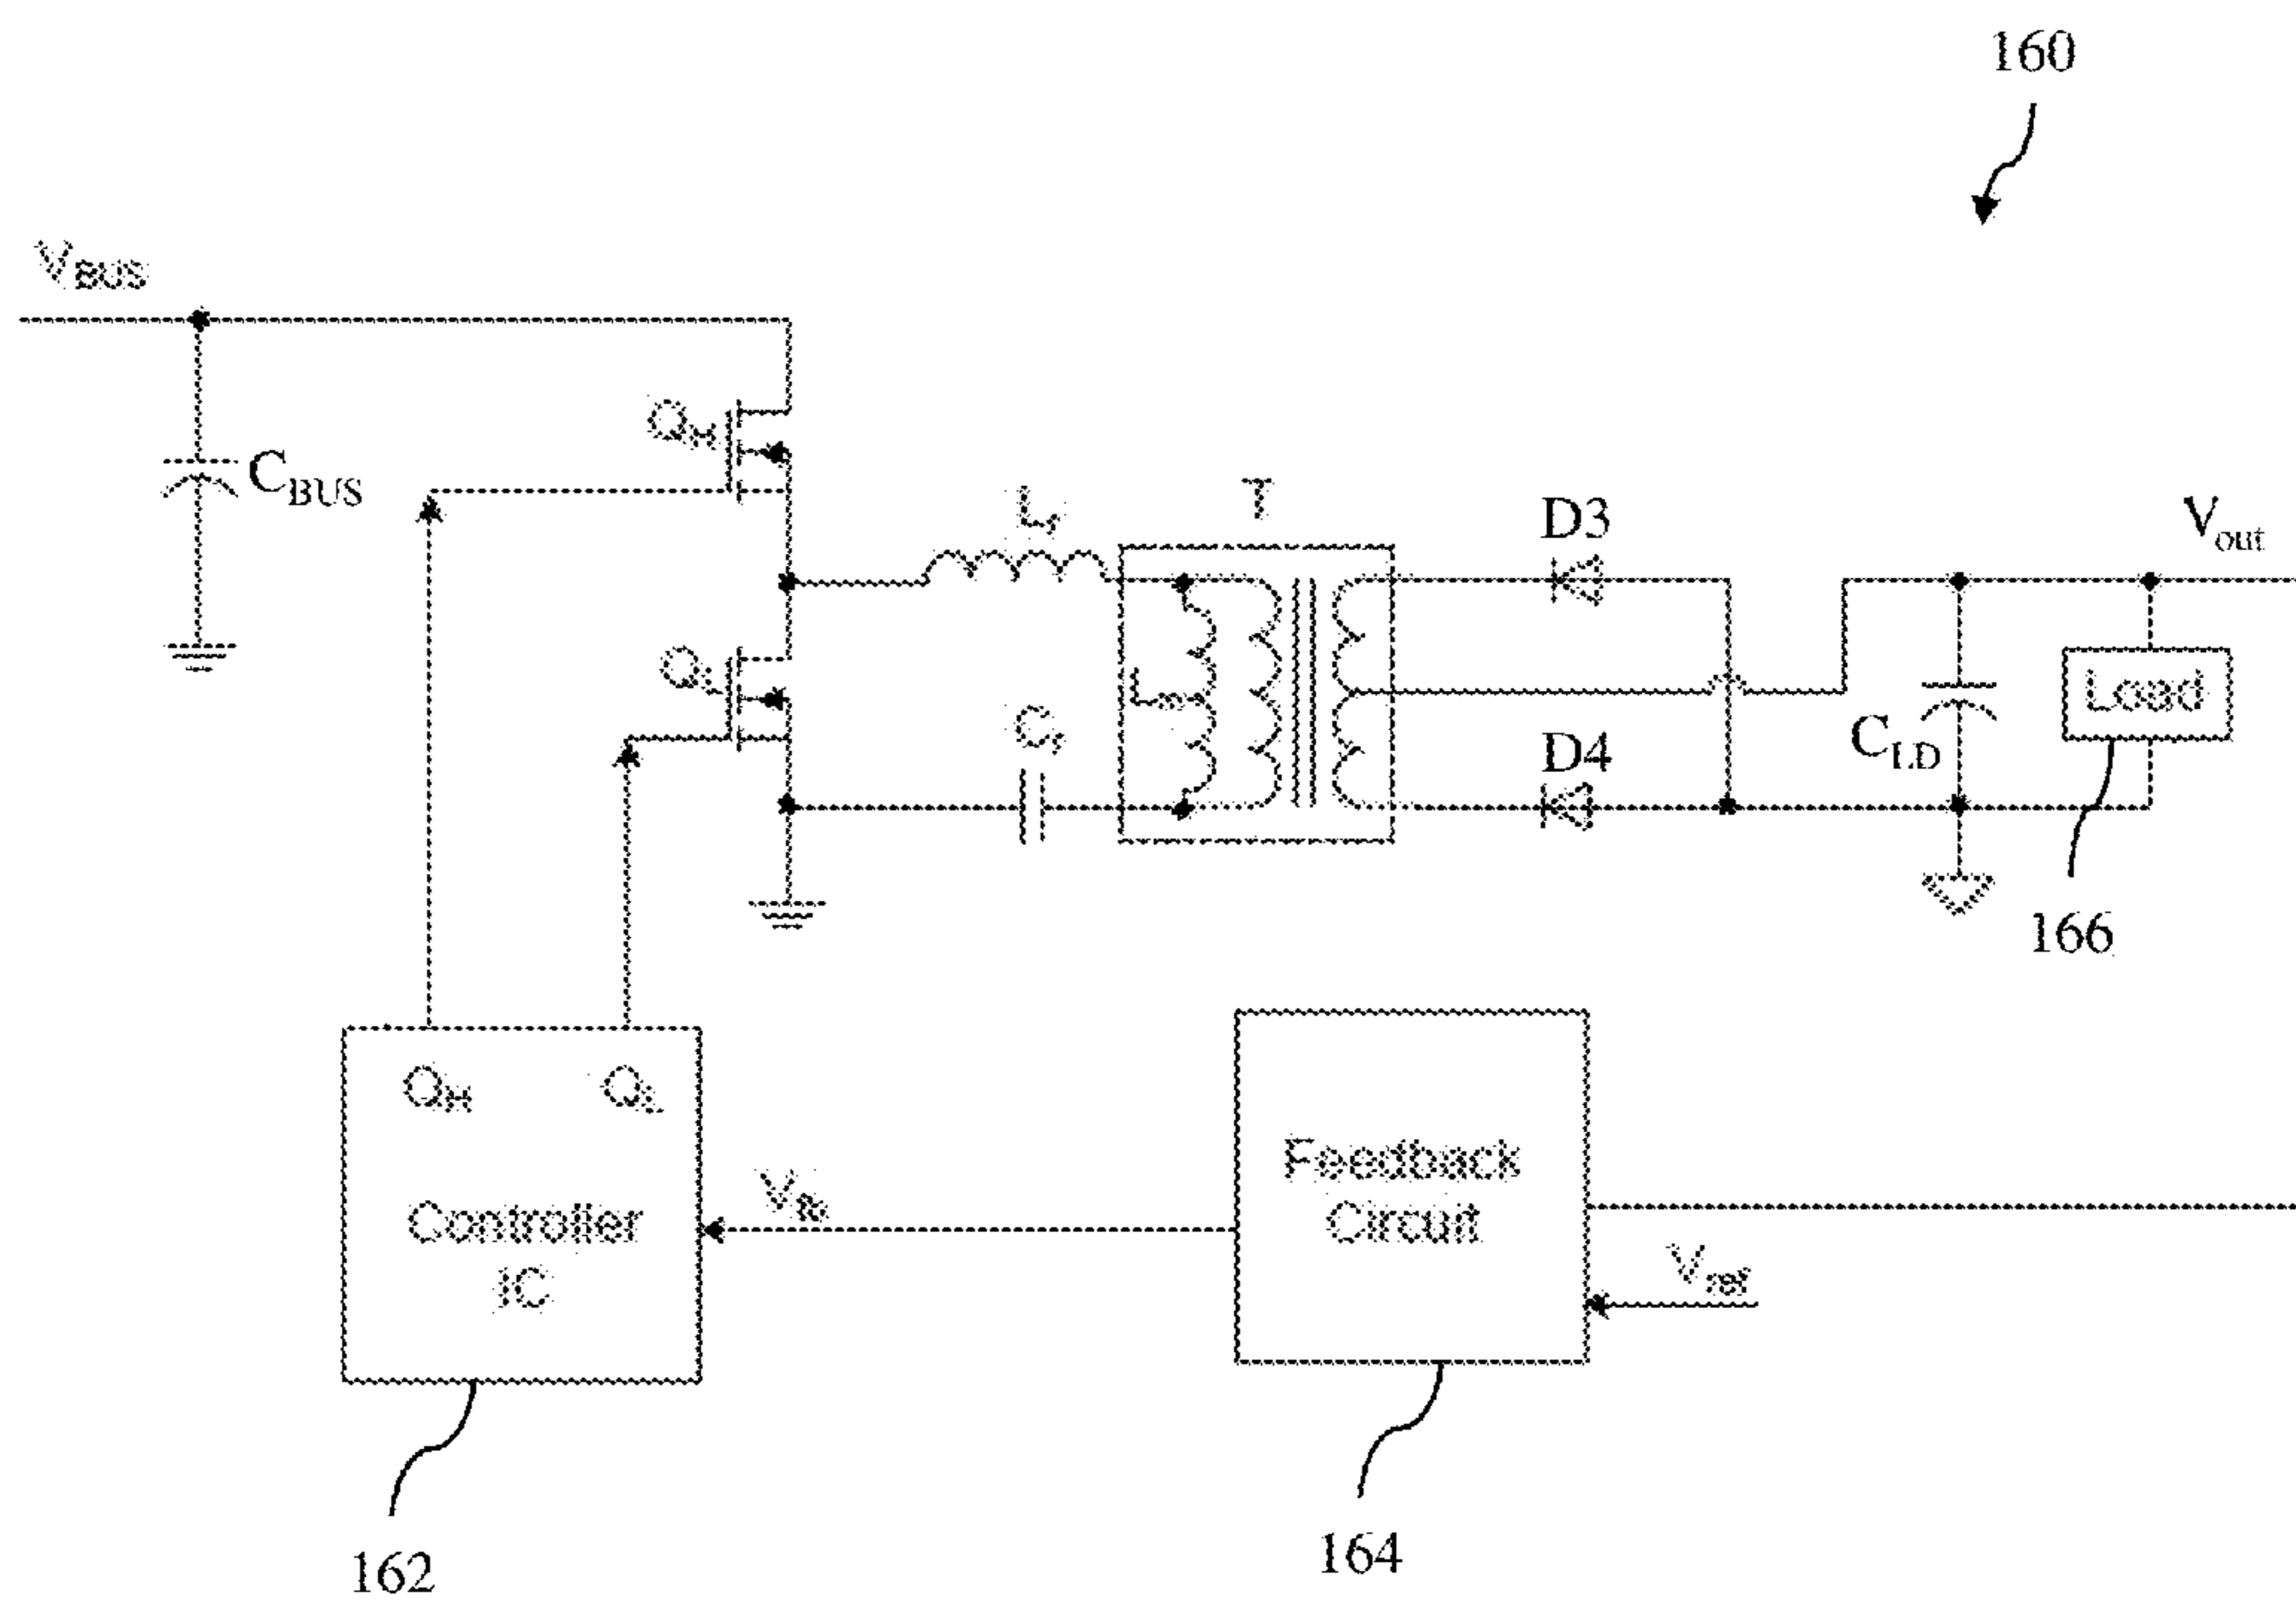 160
VBUS
CBUS
QH
Lr
T
D3
Vout
QL
Cr
Lm
D4
CLD
Load
166
QH QL
Controller
IC
Vfb
Feedback
Circuit
Vref
162
164